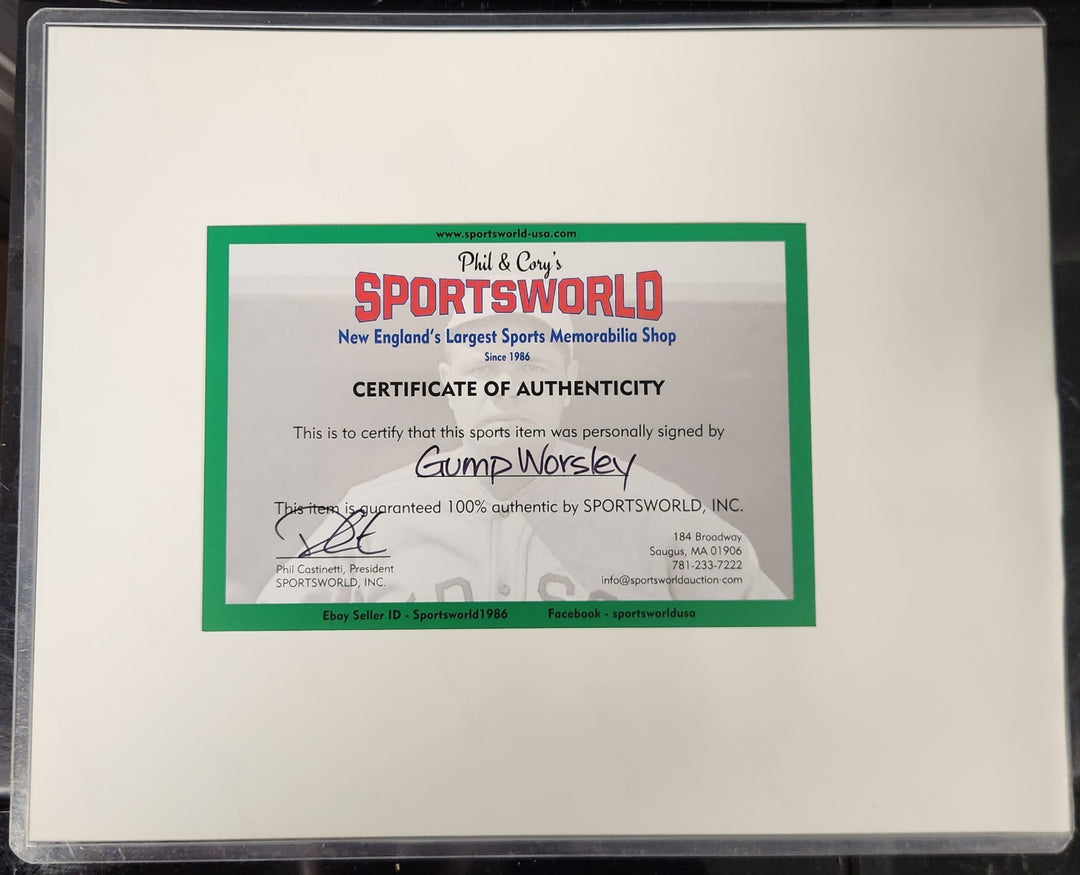 www.sportsworld-usa.com
Phil & Cory's
SPORTSWORLD
New England's Largest Sports Memorabilia Shop
Since 1986
CERTIFICATE OF AUTHENTICITY
This is to certify that this sports item was personally signed by
Gump Worsley
This item is guaranteed 100% authentic by SPORTSWORLD, INC.
Phil Castinetti, President
SPORTSWORLD, INC.
184 Broadway
Saugus, MA 01906
781-233-7222
info@sportsworldauction.com
Ebay Seller ID - Sportsworld1986
Facebook - sportsworldusa